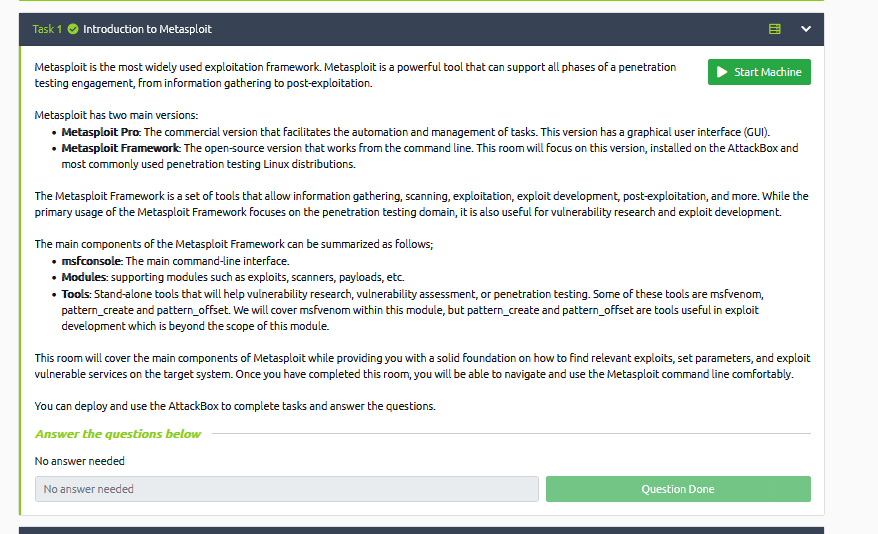 Task 1 Introduction to Metasploit
Metasploit is the most widely used exploitation framework. Metasploit is a powerful tool that can support all phases of a penetration
testing engagement, from information gathering to post-exploitation.
Start Machine
Metasploit has two main versions:
• Metasploit Pro: The commercial version that facilitates the automation and management of tasks. This version has a graphical user interface (GUI).
• Metasploit Framework: The open-source version that works from the command line. This room will focus on this version, installed on the AttackBox and
most commonly used penetration testing Linux distributions.
The Metasploit Framework is a set of tools that allow information gathering, scanning, exploitation, exploit development, post-exploitation, and more. While the
primary usage of the Metasploit Framework focuses on the penetration testing domain, it is also useful for vulnerability research and exploit development.
The main components of the Metasploit Framework can be summarized as follows;
• msfconsole: The main command-line interface.
• Modules: supporting modules such as exploits, scanners, payloads, etc.
• Tools: Stand-alone tools that will help vulnerability research, vulnerability assessment, or penetration testing. Some of these tools are msfvenom,
pattern_create and pattern_offset. We will cover msfvenom within this module, but pattern_create and pattern_offset are tools useful in exploit
development which is beyond the scope of this module.
This room will cover the main components of Metasploit while providing you with a solid foundation on how to find relevant exploits, set parameters, and exploit
vulnerable services on the target system. Once you have completed this room, you will be able to navigate and use the Metasploit command line comfortably.
You can deploy and use the AttackBox to complete tasks and answer the questions.
Answer the questions below
No answer needed
No answer needed
Question Done